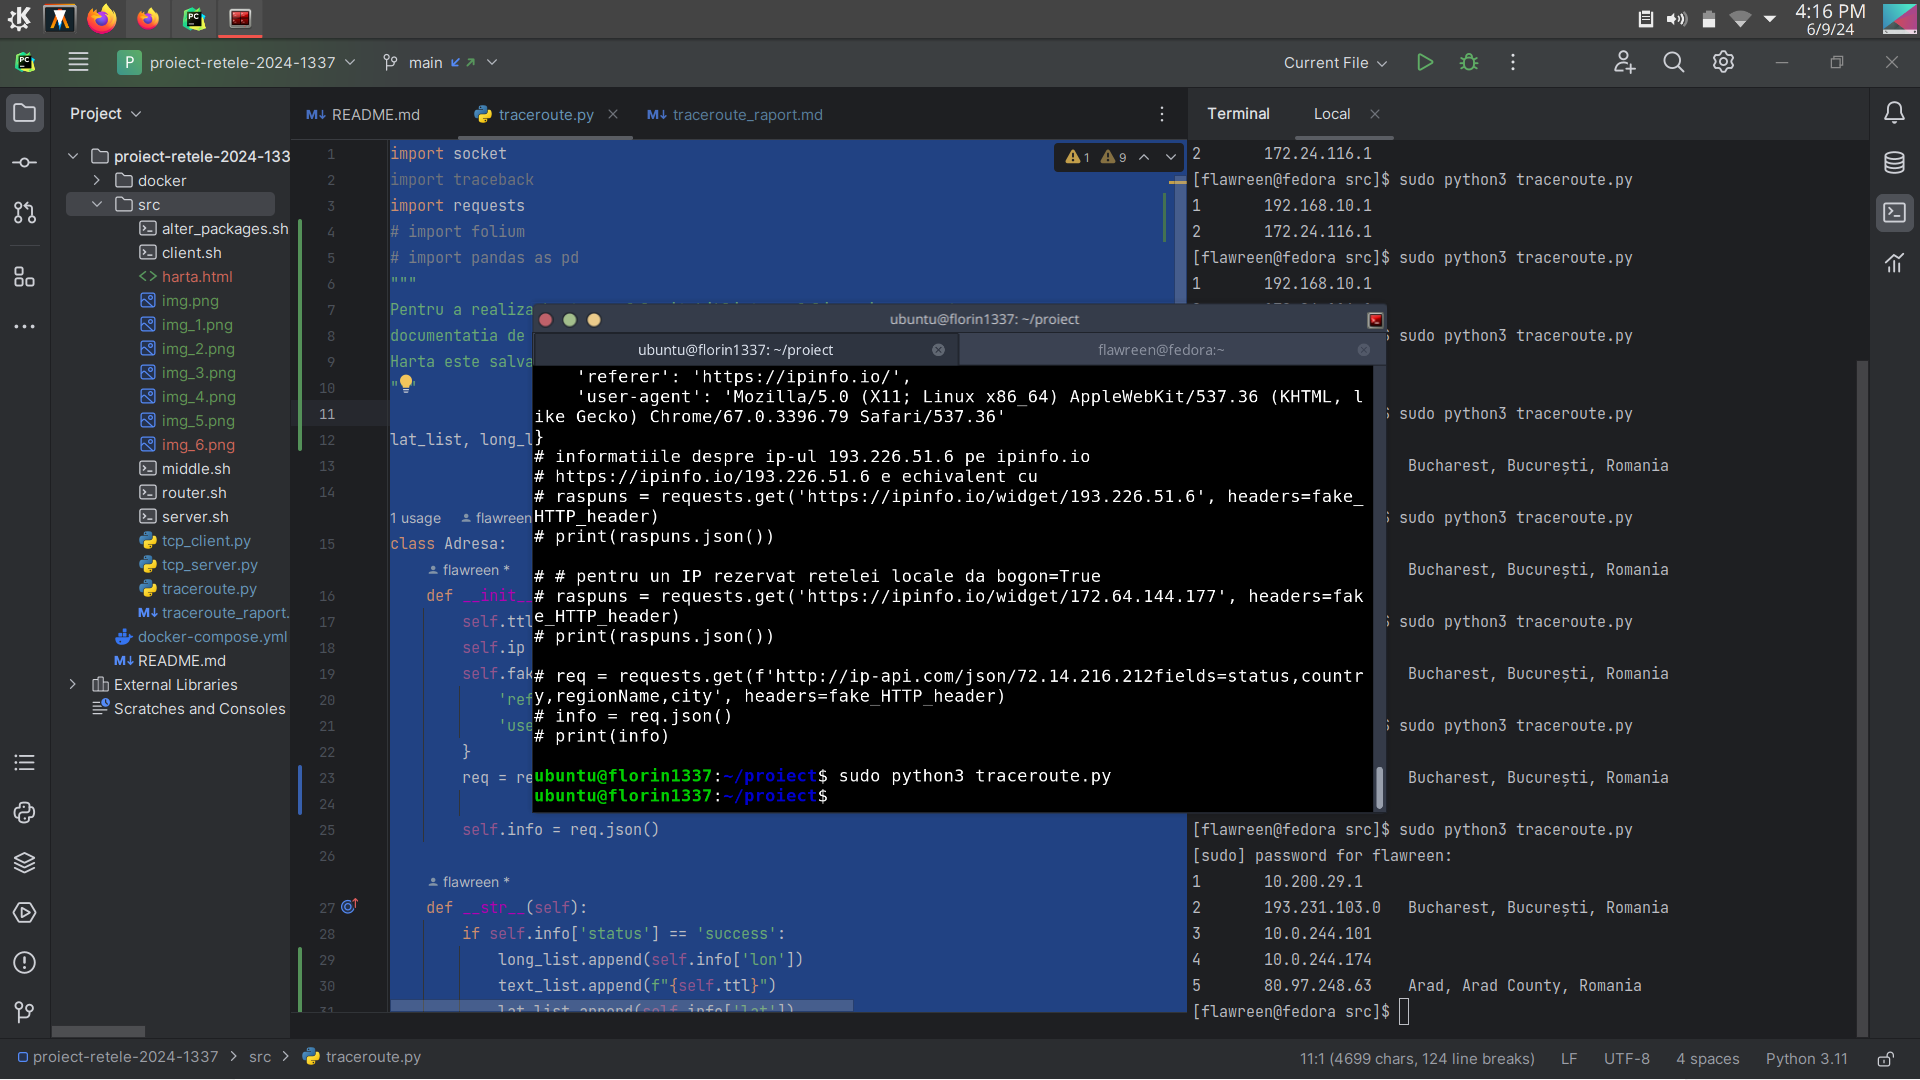 4:16 PM
6/9/24
PC
P proiect-retele-2024-1337
main
Current File
Project
M↓ README.md
traceroute.py
M↓ traceroute_raport.md
Terminal
Local
proiect-retele-2024-133
docker
src
alter_packages.sh
client.sh
<> harta.html
img.png
img_1.png
img_2.png
img_3.png
img_4.png
img_5.png
img_6.png
middle.sh
router.sh
server.sh
tcp_client.py
tcp_server.py
traceroute.py
M↓ traceroute_raport.
docker-compose.yml
M↓ README.md
External Libraries
Scratches and Consoles
1 import socket
2 import traceback
3 import requests
4 # import folium
5 # import pandas as pd
6 """
7 Pentru a realiza
8 documentatia de
9 Harta este salva
10
11
12 lat_list, long_l
13
14
1 usage flawreen
15 class Adresa:
flawreen *
16 def __init__
17 self.ttl
18 self.ip
19 self.fak
20 'ref
21 'use
22 }
23 req = re
24
25 self.info = req.json()
26
flawreen *
27 def __str__(self):
28 if self.info['status'] == 'success':
29 long_list.append(self.info['lon'])
30 text_list.append(f"{self.ttl}")
31 lat_list.append(self.info['lat'])
1 9
ubuntu@florin1337: ~/proiect
ubuntu@florin1337: ~/proiect
flawreen@fedora:~
'referer': 'https://ipinfo.io/',
'user-agent': 'Mozilla/5.0 (X11; Linux x86_64) AppleWebKit/537.36 (KHTML, l
ike Gecko) Chrome/67.0.3396.79 Safari/537.36'
}
# informatiile despre ip-ul 193.226.51.6 pe ipinfo.io
# https://ipinfo.io/193.226.51.6 e echivalent cu
# raspuns = requests.get('https://ipinfo.io/widget/193.226.51.6', headers=fake_
HTTP_header)
# print(raspuns.json())
# # pentru un IP rezervat retelei locale da bogon=True
# raspuns = requests.get('https://ipinfo.io/widget/172.64.144.177', headers=fak
e_HTTP_header)
# print(raspuns.json())
# req = requests.get(f'http://ip-api.com/json/72.14.216.212fields=status,countr
y,regionName,city', headers=fake_HTTP_header)
# info = req.json()
# print(info)
ubuntu@florin1337:~/proiect$ sudo python3 traceroute.py
ubuntu@florin1337:~/proiect$
2 172.24.116.1
[flawreen@fedora src]$ sudo python3 traceroute.py
1 192.168.10.1
2 172.24.116.1
[flawreen@fedora src]$ sudo python3 traceroute.py
1 192.168.10.1
$ sudo python3 traceroute.py
$ sudo python3 traceroute.py
Bucharest, București, Romania
$ sudo python3 traceroute.py
Bucharest, București, Romania
$ sudo python3 traceroute.py
Bucharest, București, Romania
$ sudo python3 traceroute.py
Bucharest, București, Romania
[flawreen@fedora src]$ sudo python3 traceroute.py
[sudo] password for flawreen:
1 10.200.29.1
2 193.231.103.0 Bucharest, București, Romania
3 10.0.244.101
4 10.0.244.174
5 80.97.248.63 Arad, Arad County, Romania
[flawreen@fedora src]$
proiect-retele-2024-1337 > src > traceroute.py
11:1 (4699 chars, 124 line breaks) LF UTF-8 4 spaces Python 3.11